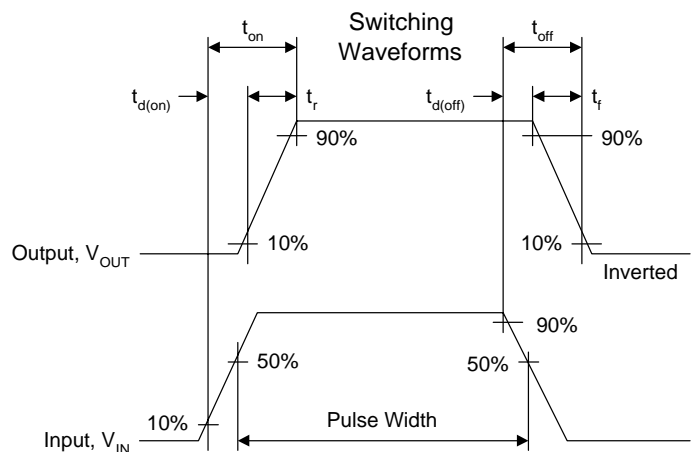 Switching
Waveforms
t_on
t_off
t_d(on)
t_r
t_d(off)
t_f
90%
90%
10%
10%
Output, V_OUT
Inverted
90%
50%
50%
10%
Pulse Width
Input, V_IN